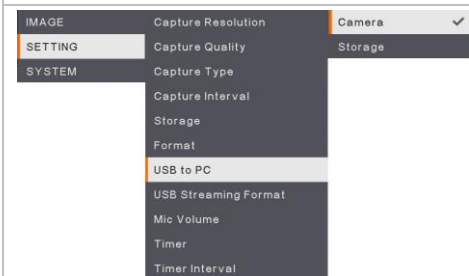 IMAGE
SETTING
SYSTEM
Capture Resolution
Capture Quality
Capture Type
Capture Interval
Storage
Format
USB to PC
USB Streaming Format
Mic Volume
Timer
Timer Interval
Camera
Storage